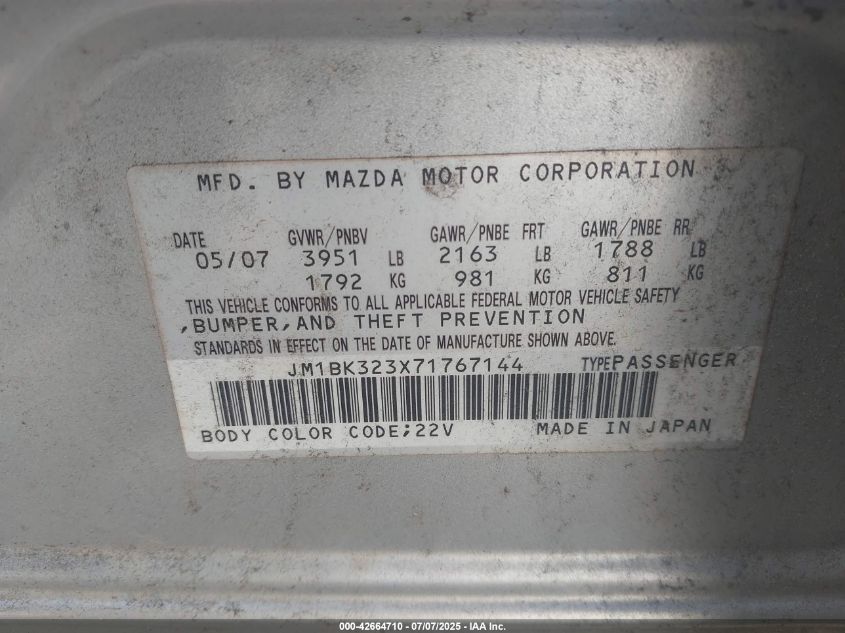 MFD. BY MAZDA MOTOR CORPORATION
DATE GVWR/PNBV GAWR/PNBE FRT GAWR/PNBE RR
05/07 3951 LB 2163 LB 1788 LB
1792 KG 981 KG 811 KG
THIS VEHICLE CONFORMS TO ALL APPLICABLE FEDERAL MOTOR VEHICLE SAFETY
,BUMPER,AND THEFT PREVENTION
STANDARDS IN EFFECT ON THE DATE OF MANUFACTURE SHOWN ABOVE.
JM1BK323X71767144 TYPE PASSENGER
BODY COLOR CODE;22V MADE IN JAPAN
000-42664710 - 07/07/2025 - IAA Inc.